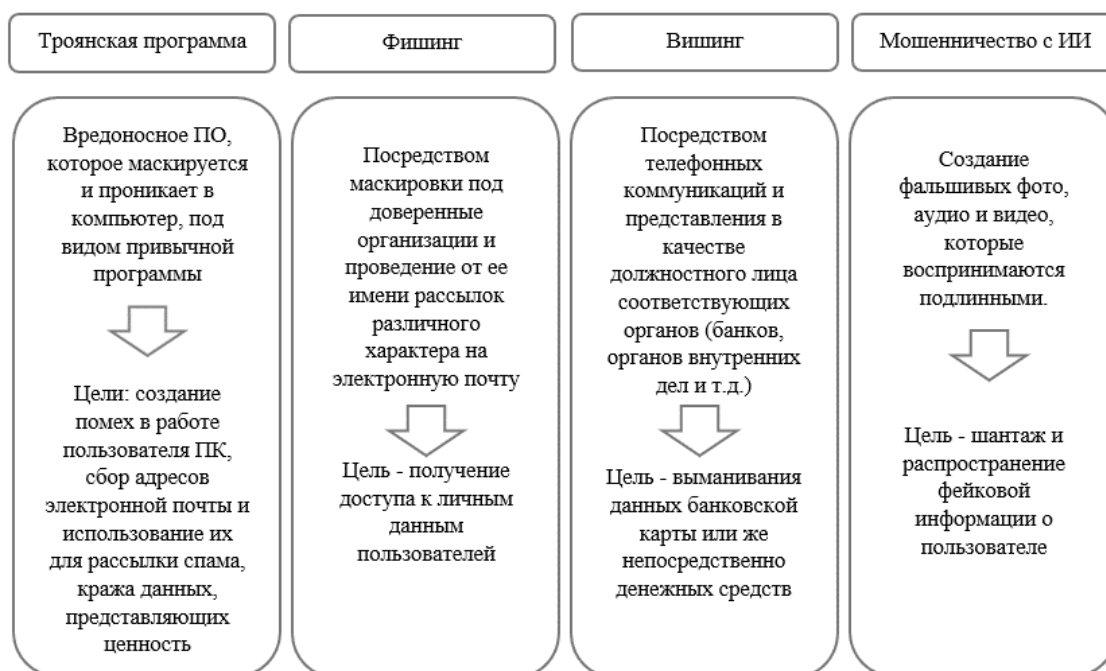 Троянская программа
Фишинг
Вишинг
Мошенничество с ИИ
Вредоносное ПО,
которое маскируется
и проникает в
компьютер, под
видом привычной
программы
Цели: создание
помех в работе
пользователя ПК,
сбор адресов
электронной почты и
использование их
для рассылки спама,
кража данных,
представляющих
ценность
Посредством
маскировки под
доверенные
организации и
проведение от ее
имени рассылок
различного
характера на
электронную почту
Цель - получение
доступа к личным
данным
пользователей
Посредством
телефонных
коммуникаций и
представления в
качестве
должностного лица
соответствующих
органов (банков,
органов внутренних
дел и т.д.)
Цель - выманивания
данных банковской
карты или же
непосредственно
денежных средств
Создание
фальшивых фото,
аудио и видео,
которые
воспринимаются
подлинными.
Цель - шантаж и
распространение
фейковой
информации о
пользователе